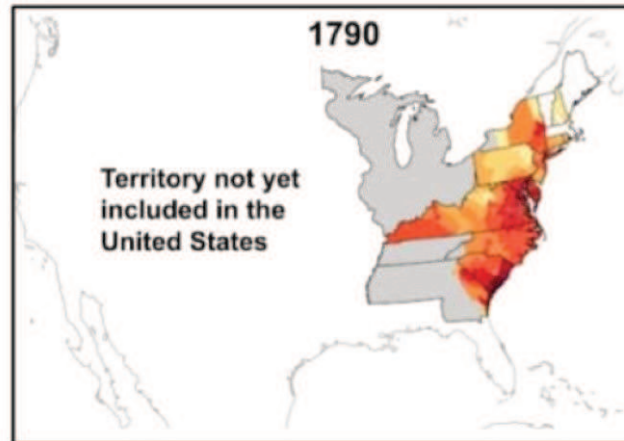 1790
Territory not yet
included in the
United States